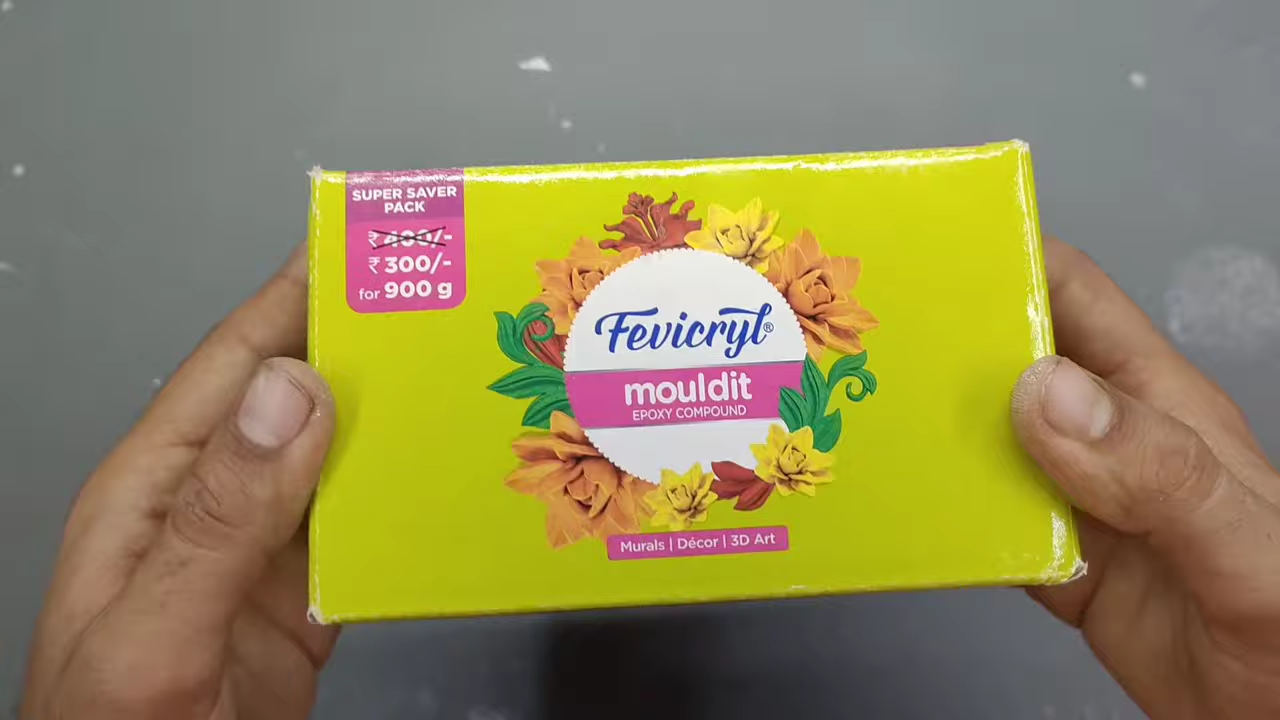 SUPER SAVER
PACK
₹400/-
₹300/-
for 900 g
Fevicryl®
mouldit
EPOXY COMPOUND
Murals | Décor | 3D Art